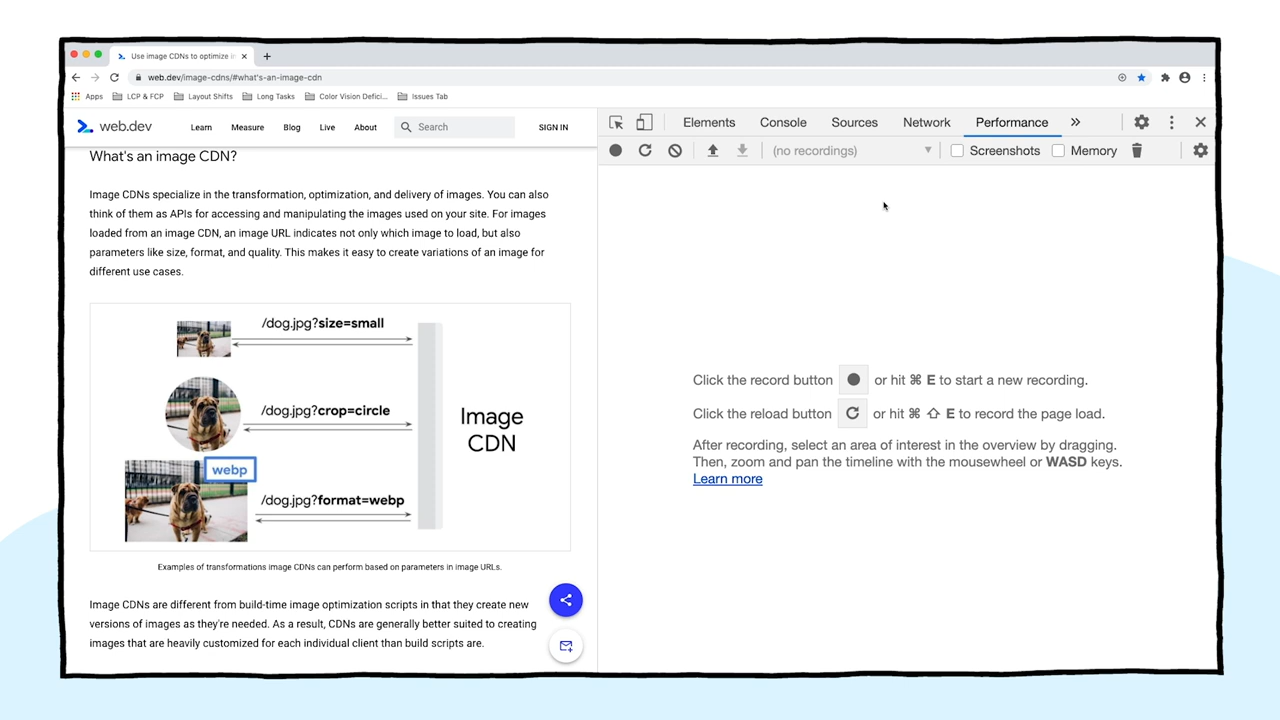 Use image CDNs to optimize i
web.dev/image-cdns/#what's-an-image-cdn
Apps LCP & FCP Layout Shifts Long Tasks Color Vision Defici... Issues Tab
web.dev Learn Measure Blog Live About Search SIGN IN
What's an image CDN?
Image CDNs specialize in the transformation, optimization, and delivery of images. You can also
think of them as APIs for accessing and manipulating the images used on your site. For images
loaded from an image CDN, an image URL indicates not only which image to load, but also
parameters like size, format, and quality. This makes it easy to create variations of an image for
different use cases.
/dog.jpg?size=small
/dog.jpg?crop=circle
webp
/dog.jpg?format=webp
Image
CDN
Examples of transformations image CDNs can perform based on parameters in image URLs.
Image CDNs are different from build-time image optimization scripts in that they create new
versions of images as they're needed. As a result, CDNs are generally better suited to creating
images that are heavily customized for each individual client than build scripts are.
Elements Console Sources Network Performance
(no recordings) Screenshots Memory
Click the record button or hit ⌘ E to start a new recording.
Click the reload button or hit ⌘ ⇧ E to record the page load.
After recording, select an area of interest in the overview by dragging.
Then, zoom and pan the timeline with the mousewheel or WASD keys.
Learn more